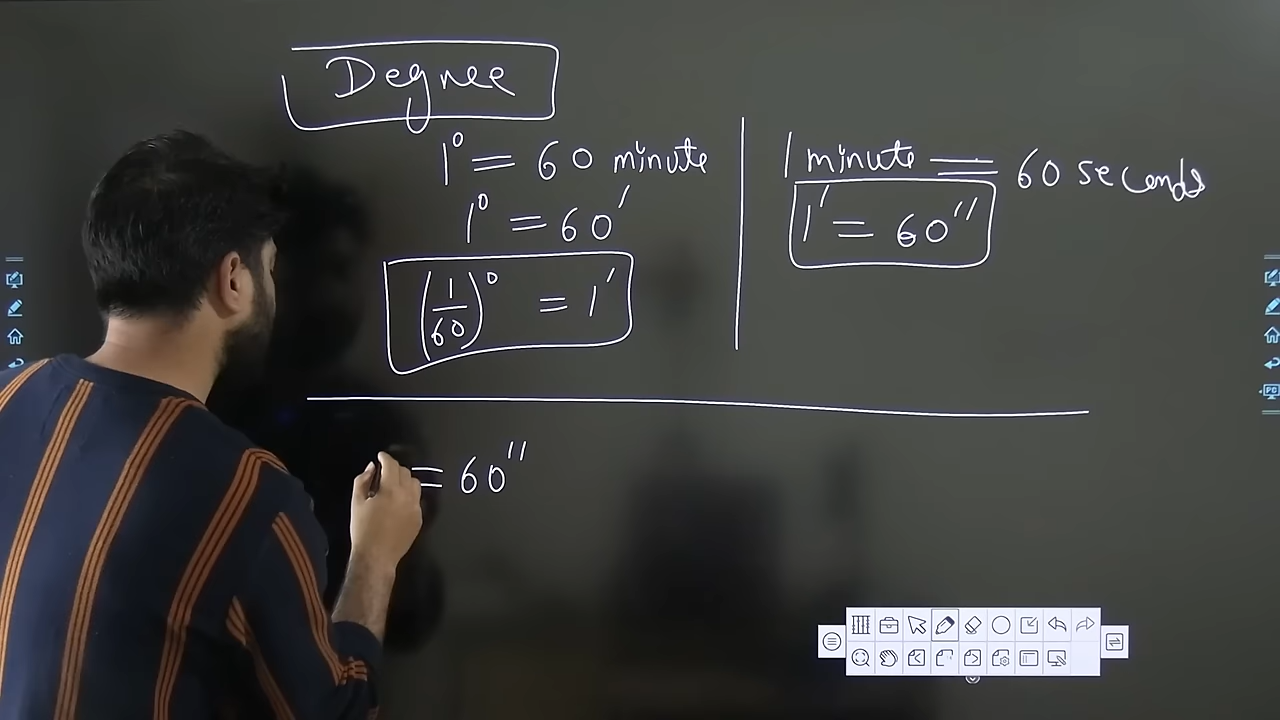 Degree
1° = 60 minute
1° = 60′
(1/60)° = 1′
1 minute = 60 seconds
1′ = 60″
= 60″